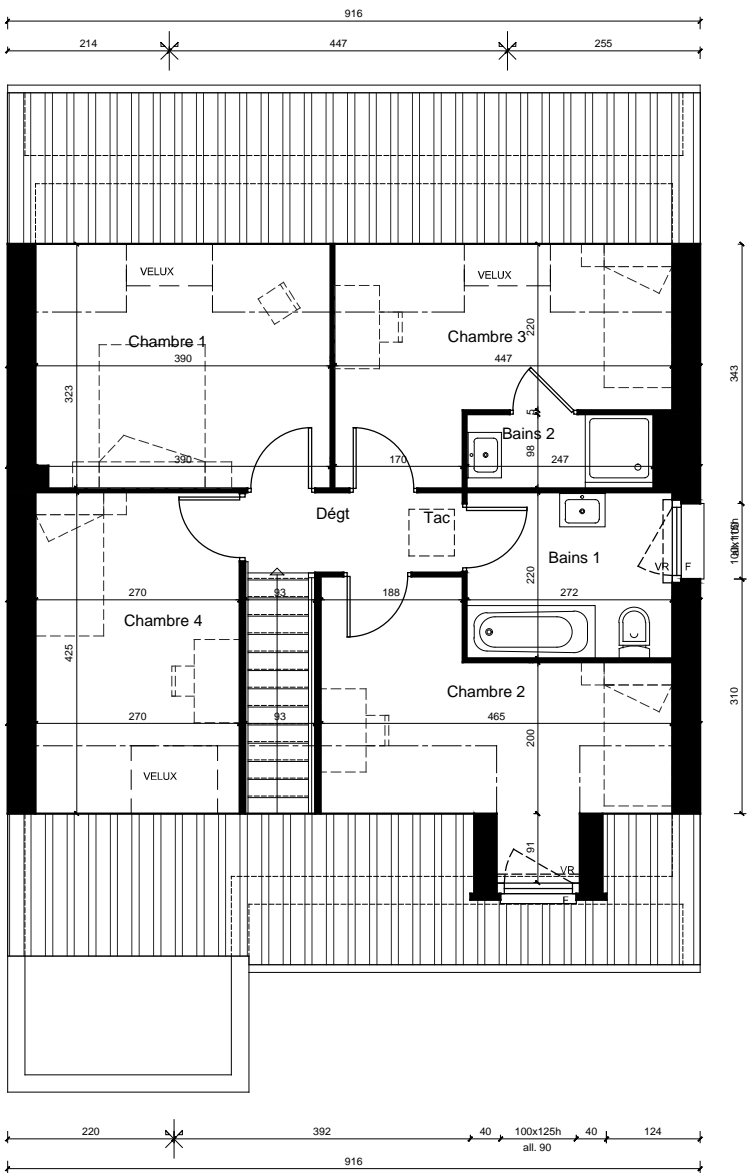 916
214 447 255
VELUX VELUX
Chambre 1 Chambre 3
220
390 447
323
343
5
Bains 2
98
390 170 247
Dégt Tac
100x105h
Bains 1
VR F
220
270 93 188 272
Chambre 4
425
Chambre 2
310
270 93 465
200
VELUX
91
VR
F
220 392 40 100x125h 40 124
all. 90
916